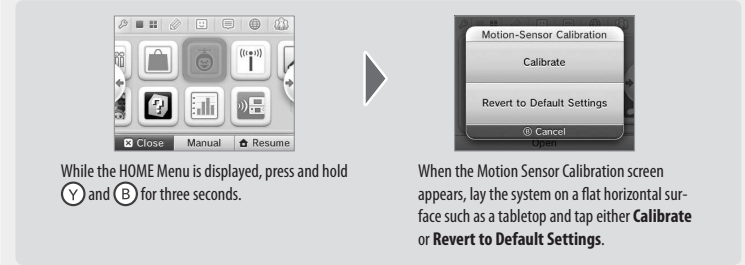 Close Manual Resume
While the HOME Menu is displayed, press and hold
Y and B for three seconds.
Motion-Sensor Calibration
Calibrate
Revert to Default Settings
B Cancel
Open
When the Motion Sensor Calibration screen
appears, lay the system on a flat horizontal sur-
face such as a tabletop and tap either Calibrate
or Revert to Default Settings.